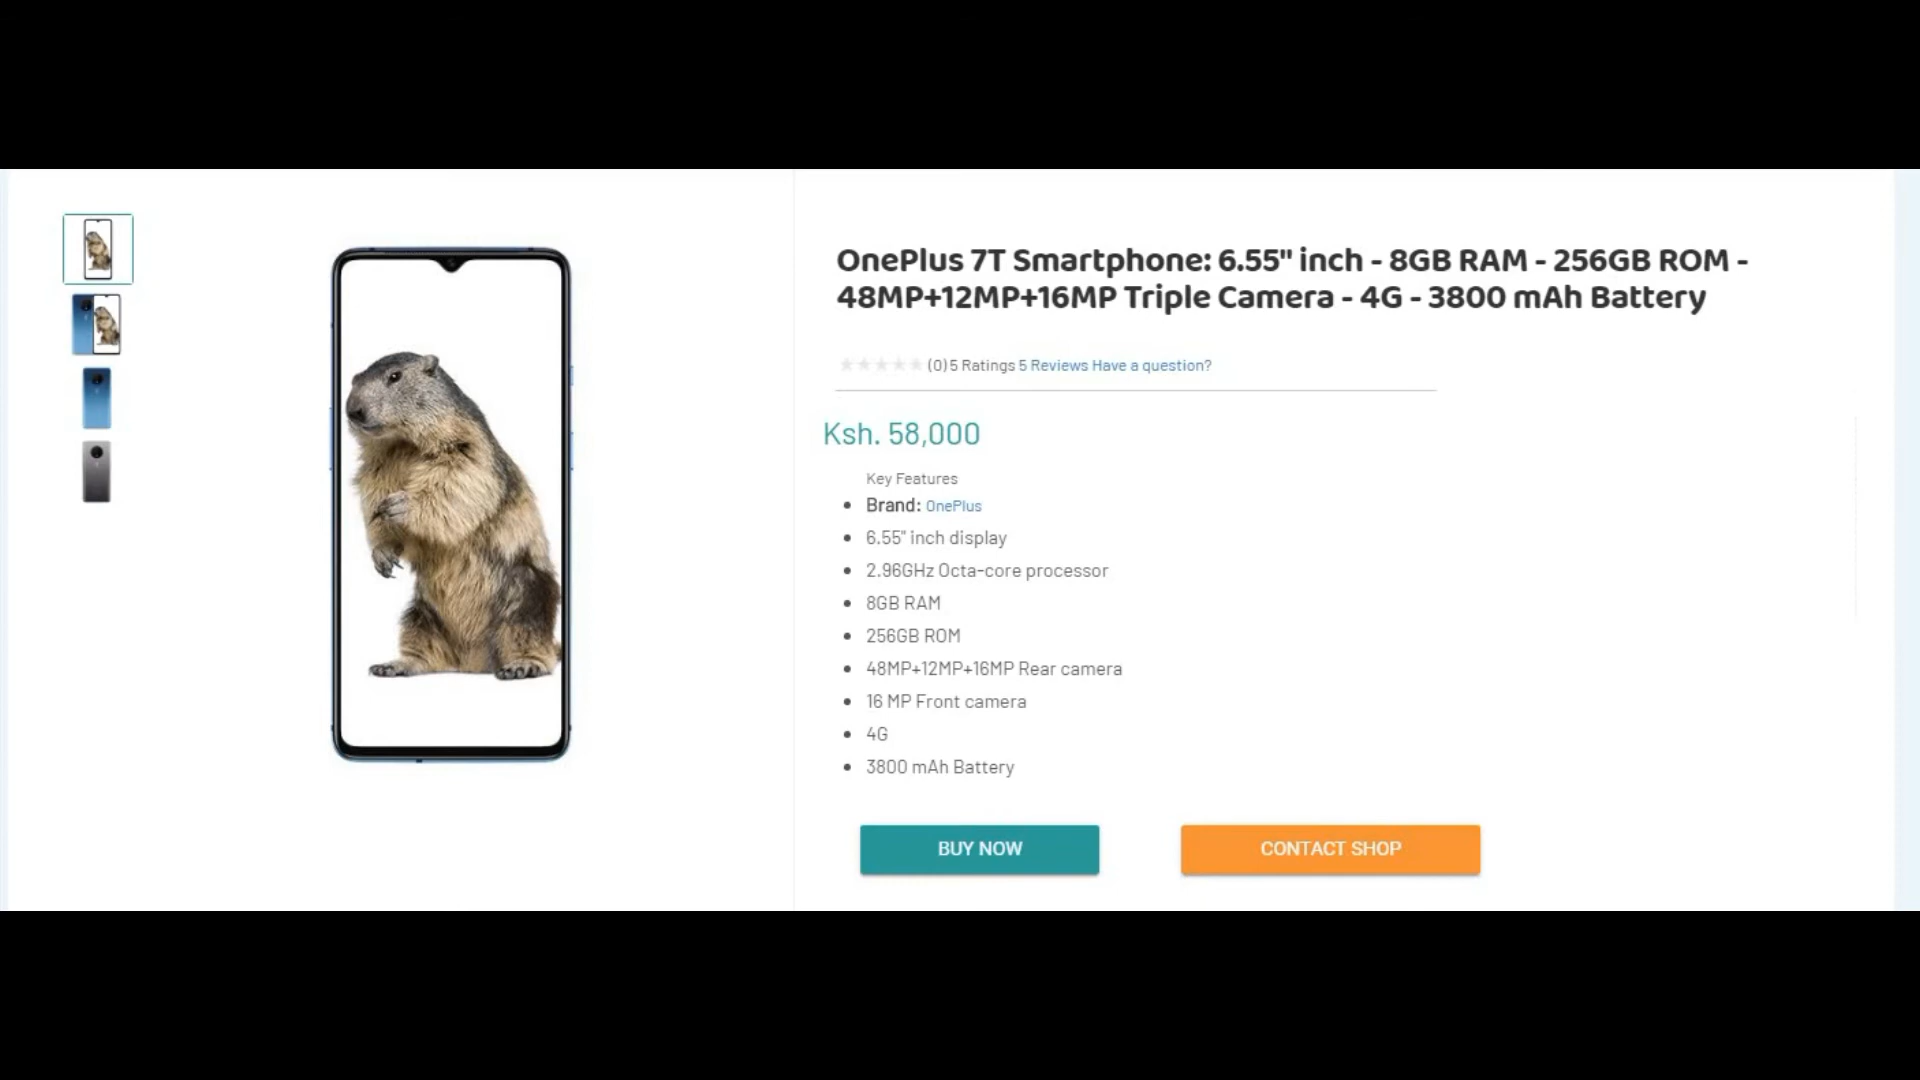 OnePlus 7T Smartphone: 6.55" inch - 8GB RAM - 256GB ROM -
48MP+12MP+16MP Triple Camera - 4G - 3800 mAh Battery
(0) 5 Ratings 5 Reviews Have a question?
Ksh. 58,000
Key Features
Brand: OnePlus
6.55" inch display
2.96GHz Octa-core processor
8GB RAM
256GB ROM
48MP+12MP+16MP Rear camera
16 MP Front camera
4G
3800 mAh Battery
BUY NOW
CONTACT SHOP